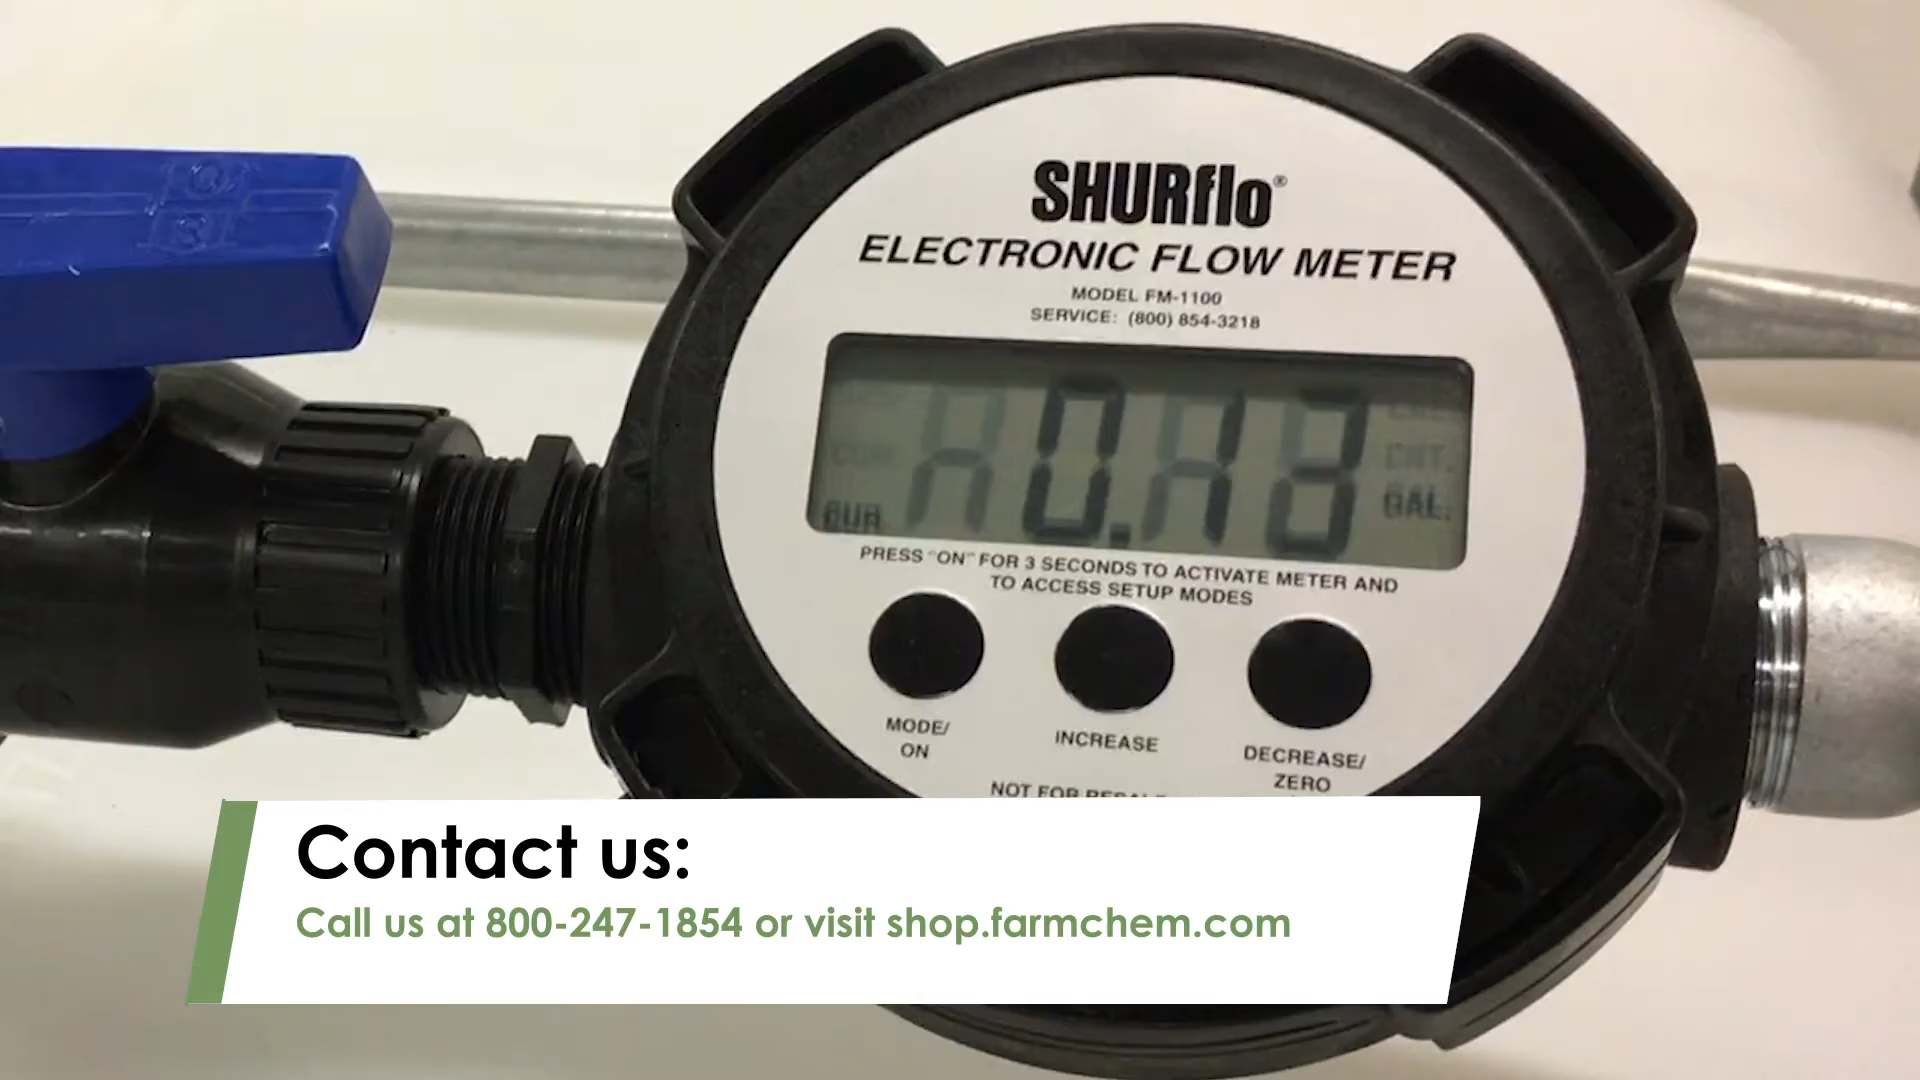 SHURflo®
ELECTRONIC FLOW METER
MODEL FM-1100
SERVICE: (800) 854-3218
GAL.
PRESS "ON" FOR 3 SECONDS TO ACTIVATE METER AND
TO ACCESS SETUP MODES
MODE/
ON
INCREASE
DECREASE/
ZERO
NOT FOR
Contact us:
Call us at 800-247-1854 or visit shop.farmchem.com